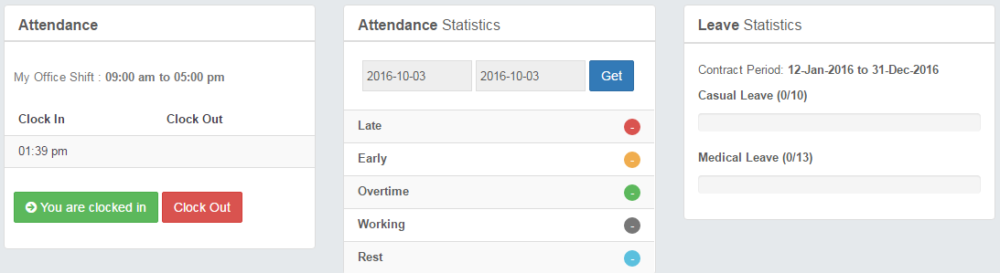 Attendance
My Office Shift : 09:00 am to 05:00 pm
Clock In Clock Out
01:39 pm
You are clocked in Clock Out
Attendance Statistics
2016-10-03 2016-10-03 Get
Late -
Early -
Overtime -
Working -
Rest -
Leave Statistics
Contract Period: 12-Jan-2016 to 31-Dec-2016
Casual Leave (0/10)
Medical Leave (0/13)